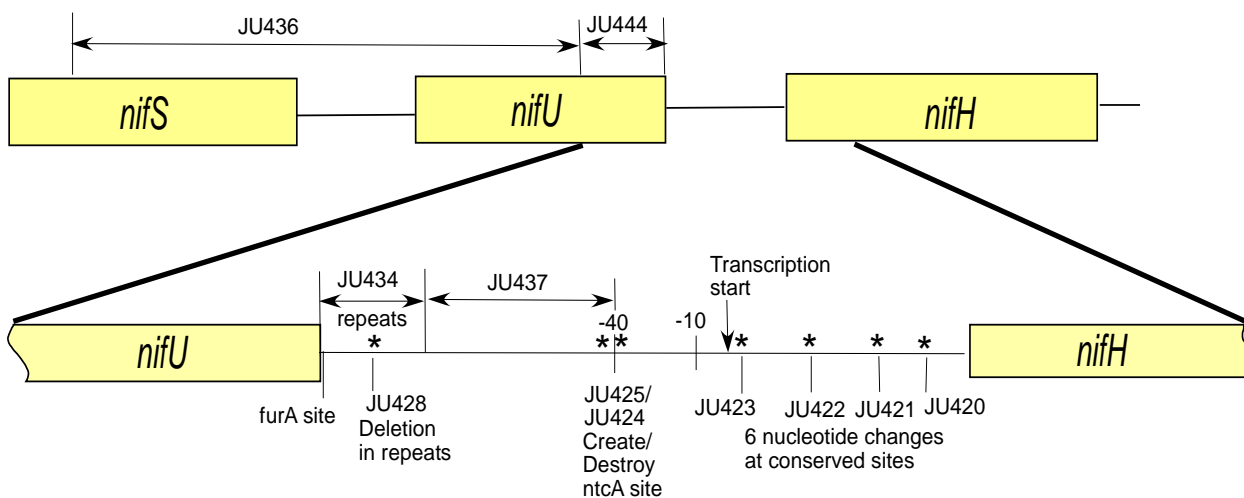 JU436
JU444
nifS
nifU
nifH
JU434
JU437
Transcription
start
repeats
-40
-10
*
**
*
*
*
*
nifU
nifH
furA site
JU428
Deletion
in repeats
JU425/
JU424
Create/
Destroy
ntcA site
JU423
JU422
JU421
JU420
6 nucleotide changes
at conserved sites